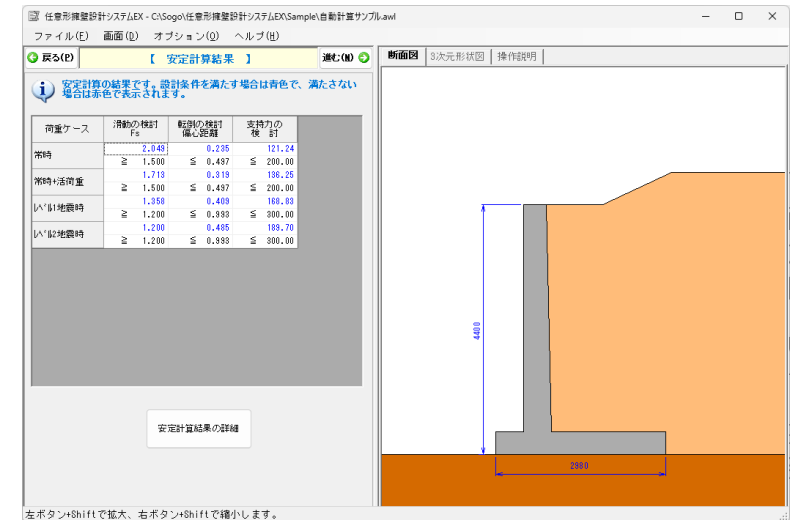 任意形擁壁設計システムEX - C:\Sogo\任意形擁壁設計システムEX\Sample\自動計算サンプル.awl
ファイル(F) 画面(D) オプション(O) ヘルプ(H)
戻る(P) 【 安定計算結果 】 進む(N)
断面図 3次元形状図 操作説明
安定計算の結果です。設計条件を満たす場合は青色で、満たさない
場合は赤色で表示されます。
荷重ケース 滑動の検討 Fs 転倒の検討 偏心距離 支持力の 検 討
常時 2.049 0.235 121.24
≧ 1.500 ≦ 0.497 ≦ 200.00
常時+活荷重 1.713 0.319 136.25
≧ 1.500 ≦ 0.497 ≦ 200.00
レベル1地震時 1.358 0.409 168.83
≧ 1.200 ≦ 0.993 ≦ 300.00
レベル2地震時 1.200 0.485 189.70
≧ 1.200 ≦ 0.993 ≦ 300.00
4400
安定計算結果の詳細
2980
左ボタン+Shiftで拡大、右ボタン+Shiftで縮小します。